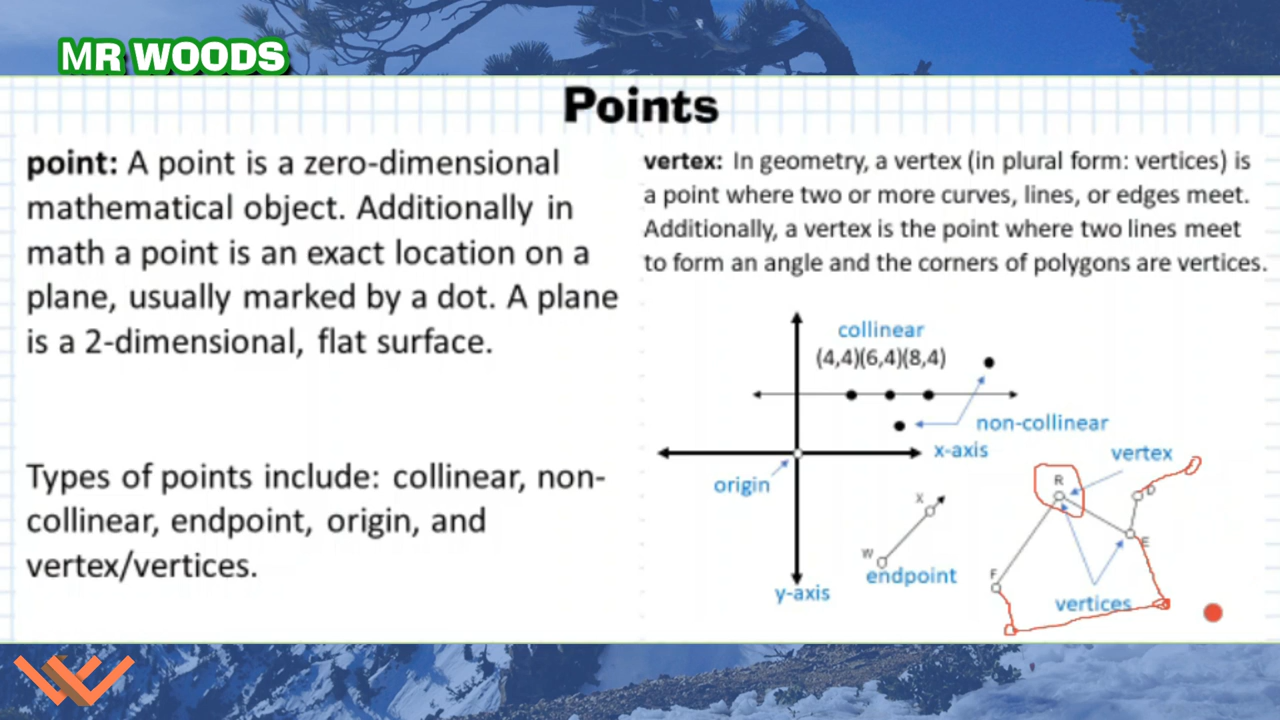 MR WOODS
Points
point: A point is a zero-dimensional
mathematical object. Additionally in
math a point is an exact location on a
plane, usually marked by a dot. A plane
is a 2-dimensional, flat surface.
Types of points include: collinear, non-
collinear, endpoint, origin, and
vertex/vertices.
vertex: In geometry, a vertex (in plural form: vertices) is
a point where two or more curves, lines, or edges meet.
Additionally, a vertex is the point where two lines meet
to form an angle and the corners of polygons are vertices.
collinear
(4,4)(6,4)(8,4)
non-collinear
x-axis
origin
y-axis
X
W
endpoint
vertex
R
D
E
F
vertices